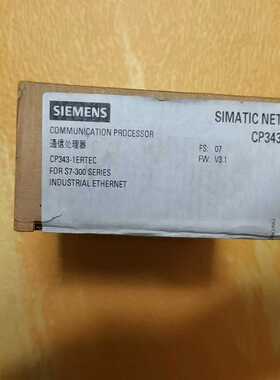 SIEMENS
SIMATIC NET
COMMUNICATION PROCESSOR
CP343
通信处理器
FS: 07
CP343-1ERTEC
FW: V3.1
FOR S7-300 SERIES
INDUSTRIAL ETHERNET